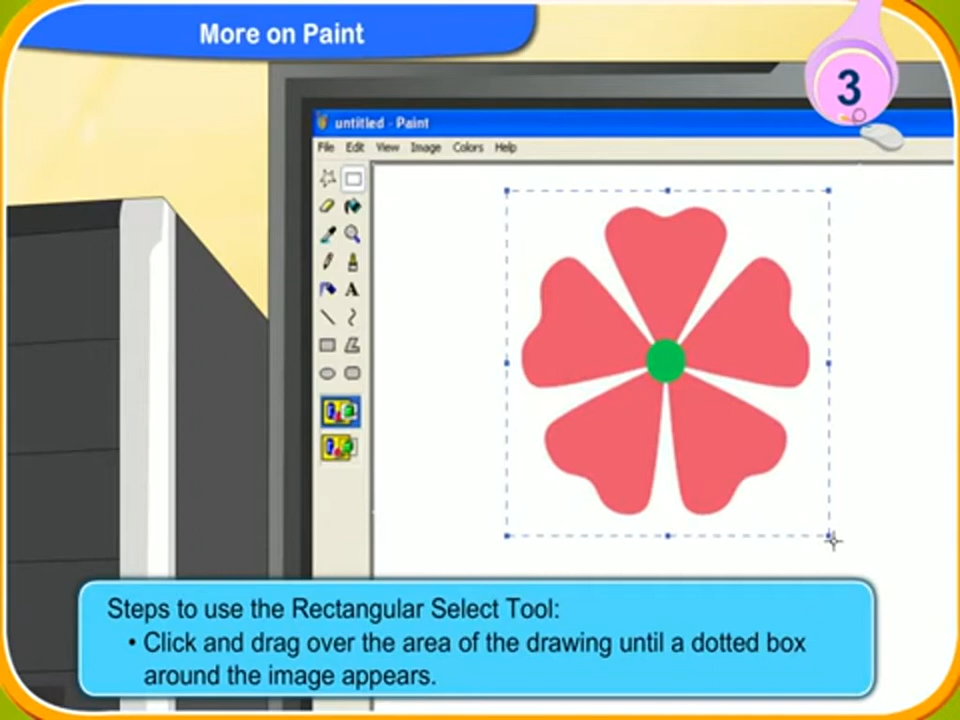 More on Paint
3
untitled - Paint
File Edit View Image Colors Help
A
Steps to use the Rectangular Select Tool:
• Click and drag over the area of the drawing until a dotted box
around the image appears.